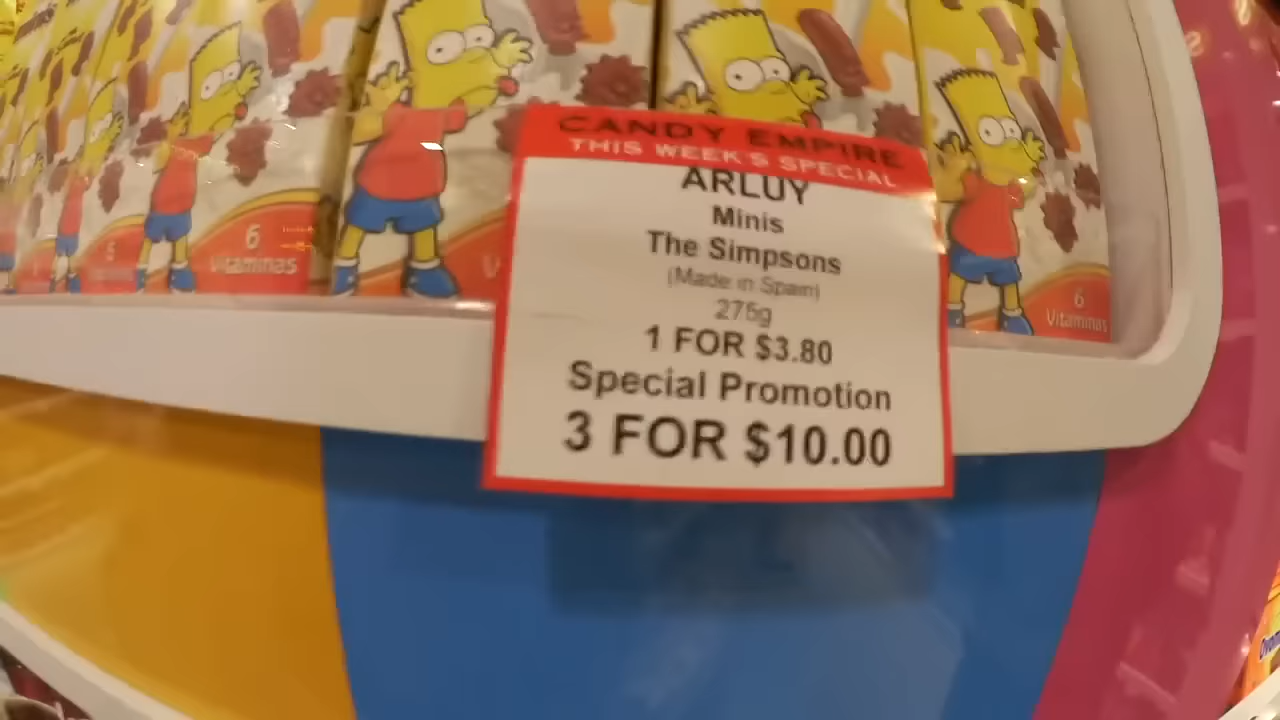 CANDY EMPIRE
THIS WEEK'S SPECIAL
ARLUY
Minis
The Simpsons
(Made in Spain)
275g
1 FOR $3.80
Special Promotion
3 FOR $10.00
6
Vitaminas
6
Vitaminas